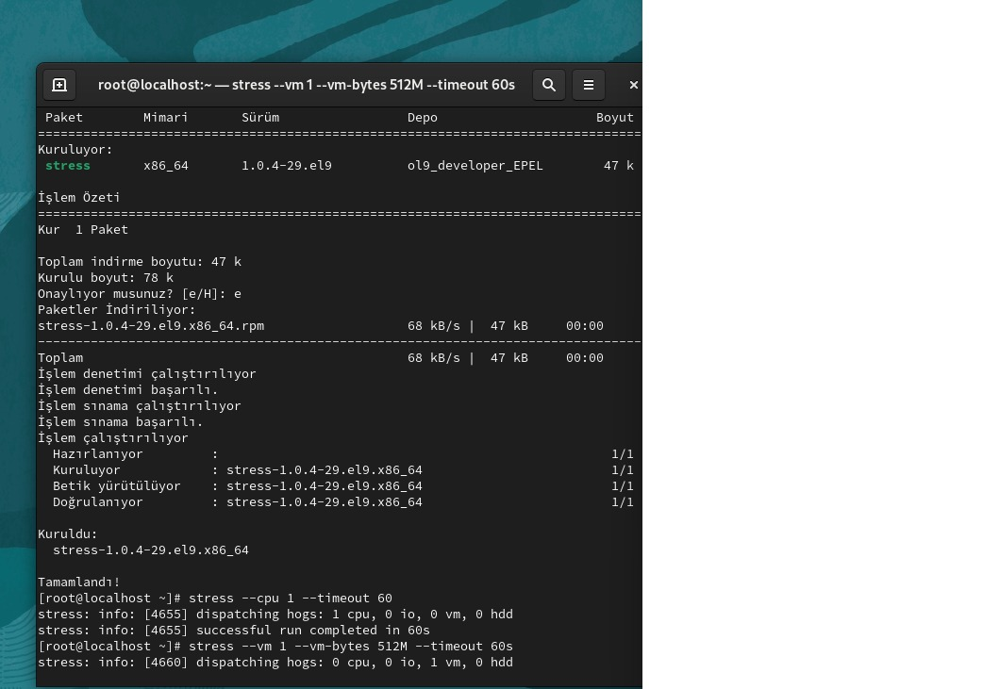 root@localhost:~ — stress --vm 1 --vm-bytes 512M --timeout 60s
Paket Mimari Sürüm Depo Boyut
================================================================================
Kuruluyor:
stress x86_64 1.0.4-29.el9 ol9_developer_EPEL 47 k
İşlem Özeti
================================================================================
Kur 1 Paket
Toplam indirme boyutu: 47 k
Kurulu boyut: 78 k
Onaylıyor musunuz? [e/H]: e
Paketler İndiriliyor:
stress-1.0.4-29.el9.x86_64.rpm 68 kB/s | 47 kB 00:00
--------------------------------------------------------------------------------
Toplam 68 kB/s | 47 kB 00:00
İşlem denetimi çalıştırılıyor
İşlem denetimi başarılı.
İşlem sınama çalıştırılıyor
İşlem sınama başarılı.
İşlem çalıştırılıyor
Hazırlanıyor : 1/1
Kuruluyor : stress-1.0.4-29.el9.x86_64 1/1
Betik yürütülüyor : stress-1.0.4-29.el9.x86_64 1/1
Doğrulanıyor : stress-1.0.4-29.el9.x86_64 1/1
Kuruldu:
stress-1.0.4-29.el9.x86_64
Tamamlandı!
[root@localhost ~]# stress --cpu 1 --timeout 60
stress: info: [4655] dispatching hogs: 1 cpu, 0 io, 0 vm, 0 hdd
stress: info: [4655] successful run completed in 60s
[root@localhost ~]# stress --vm 1 --vm-bytes 512M --timeout 60s
stress: info: [4660] dispatching hogs: 0 cpu, 0 io, 1 vm, 0 hdd